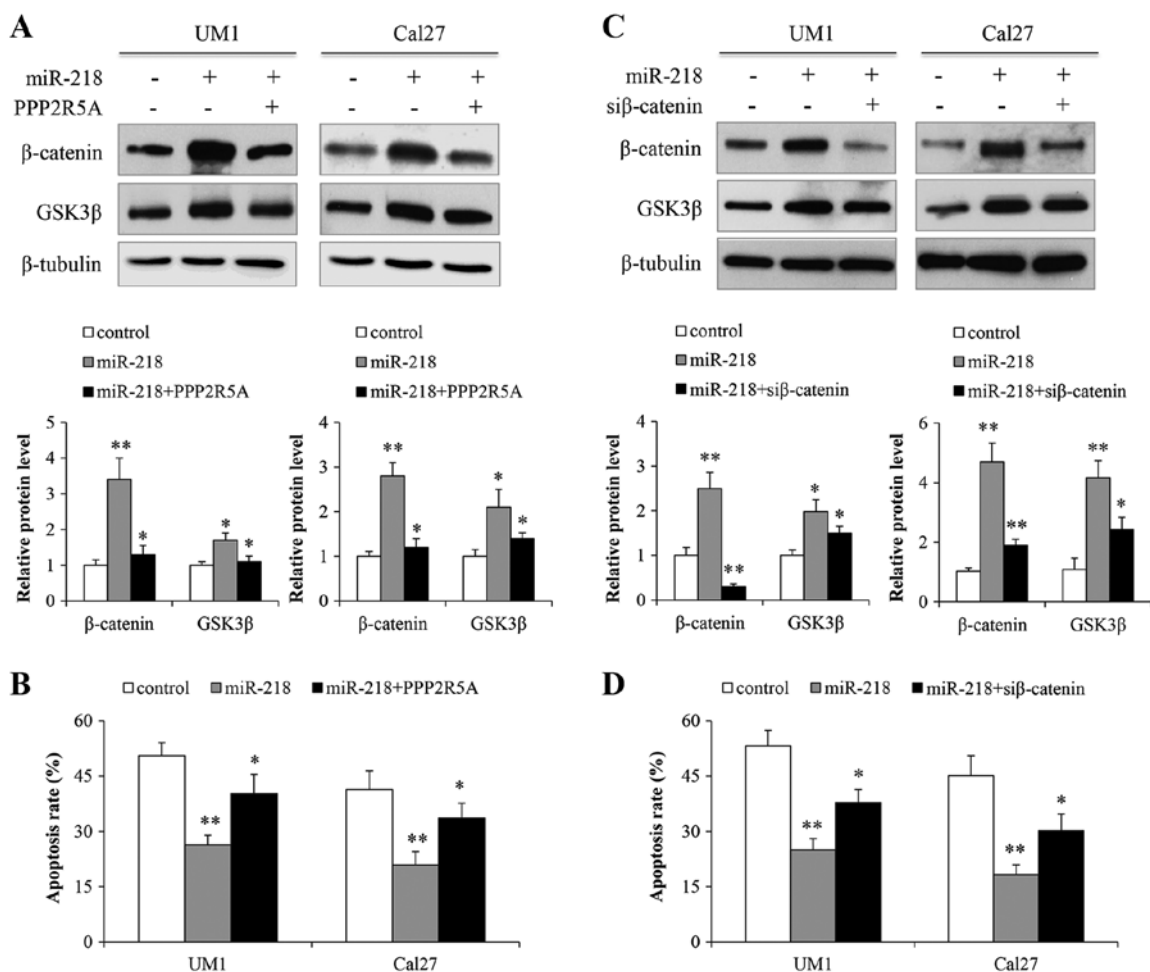 A
UM1 Cal27
miR-218 - + + - + +
PPP2R5A - - + - - +
β-catenin
GSK3β
β-tubulin
control
miR-218
miR-218+PPP2R5A
Relative protein level
5
4
3
2
1
0
** * * *
β-catenin GSK3β
control
miR-218
miR-218+PPP2R5A
Relative protein level
4
3
2
1
0
** * * *
β-catenin GSK3β
B
control miR-218 miR-218+PPP2R5A
Apoptosis rate (%)
60
45
30
15
0
** * ** *
UM1 Cal27
C
UM1 Cal27
miR-218 - + + - + +
siβ-catenin - - + - - +
β-catenin
GSK3β
β-tubulin
control
miR-218
miR-218+siβ-catenin
Relative protein level
4
3
2
1
0
** ** * *
β-catenin GSK3β
control
miR-218
miR-218+siβ-catenin
Relative protein level
6
4
2
0
** ** ** *
β-catenin GSK3β
D
control miR-218 miR-218+siβ-catenin
Apoptosis rate (%)
60
45
30
15
0
** * ** *
UM1 Cal27